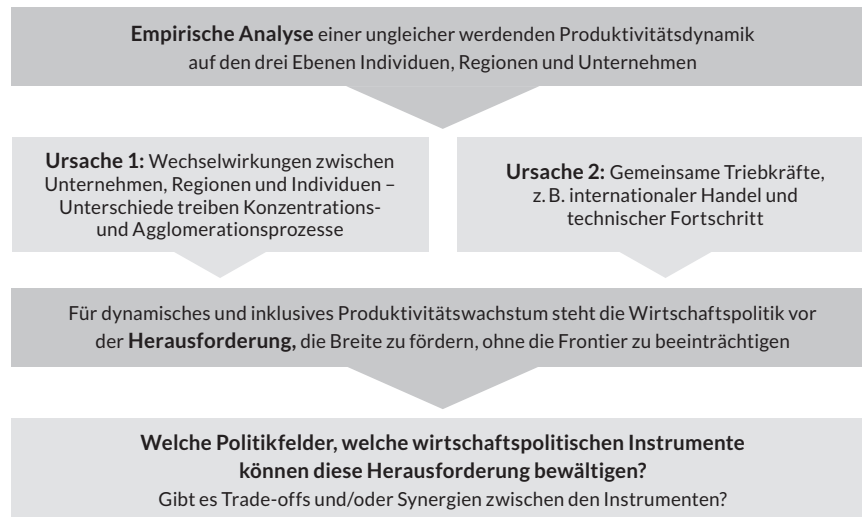 Empirische Analyse einer ungleicher werdenden Produktivitätsdynamik
auf den drei Ebenen Individuen, Regionen und Unternehmen
Ursache 1: Wechselwirkungen zwischen
Unternehmen, Regionen und Individuen –
Unterschiede treiben Konzentrations-
und Agglomerationsprozesse
Ursache 2: Gemeinsame Triebkräfte,
z. B. internationaler Handel und
technischer Fortschritt
Für dynamisches und inklusives Produktivitätswachstum steht die Wirtschaftspolitik vor
der Herausforderung, die Breite zu fördern, ohne die Frontier zu beeinträchtigen
Welche Politikfelder, welche wirtschaftspolitischen Instrumente
können diese Herausforderung bewältigen?
Gibt es Trade-offs und/oder Synergien zwischen den Instrumenten?